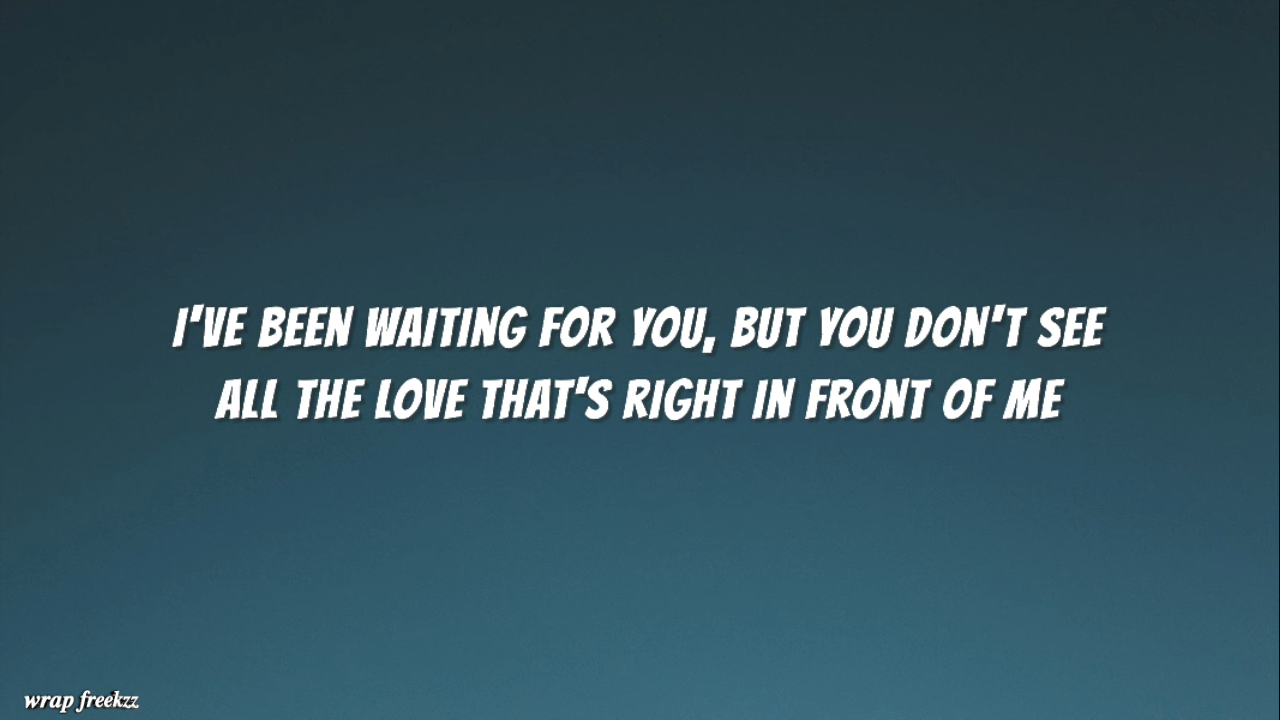 I'VE BEEN WAITING FOR YOU, BUT YOU DON'T SEE
ALL THE LOVE THAT'S RIGHT IN FRONT OF ME
wrap freekzz